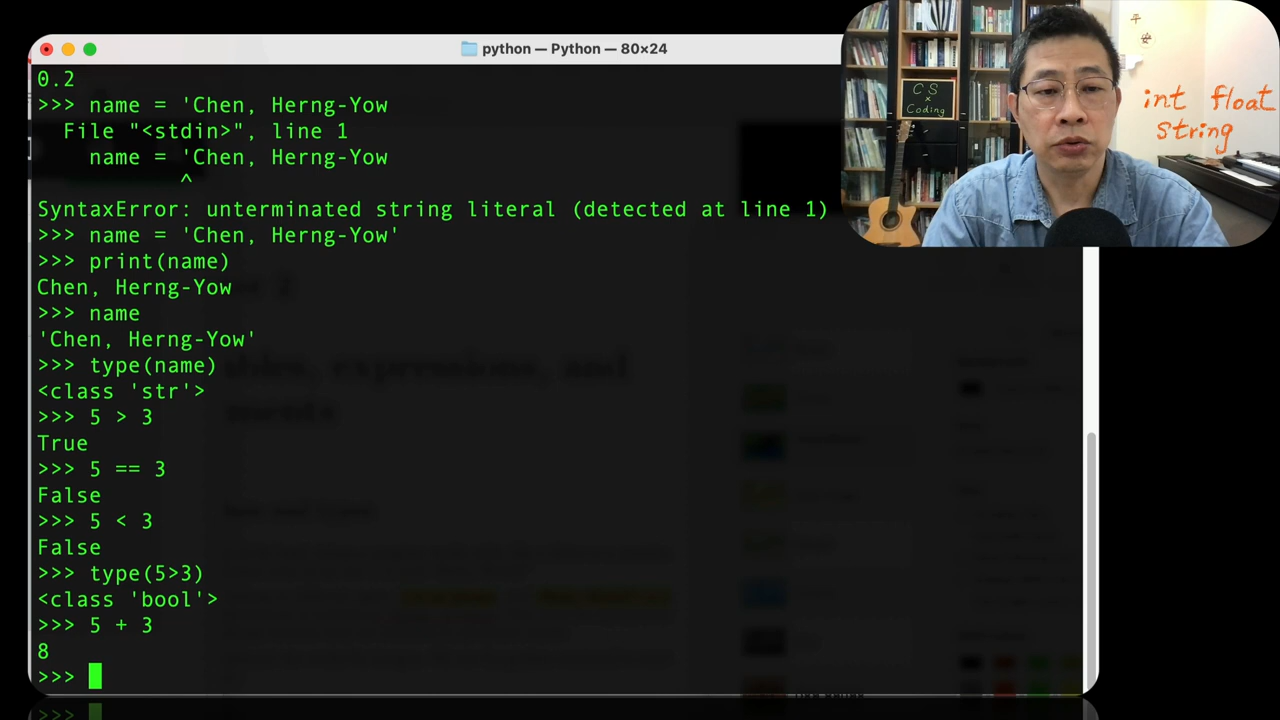 python — Python — 80×24
0.2
>>> name = 'Chen, Herng-Yow
  File "<stdin>", line 1
    name = 'Chen, Herng-Yow
           ^
SyntaxError: unterminated string literal (detected at line 1)
>>> name = 'Chen, Herng-Yow'
>>> print(name)
Chen, Herng-Yow
>>> name
'Chen, Herng-Yow'
>>> type(name)
<class 'str'>
>>> 5 > 3
True
>>> 5 == 3
False
>>> 5 < 3
False
>>> type(5>3)
<class 'bool'>
>>> 5 + 3
8
>>>
CS
×
Coding
平
安
int float
string